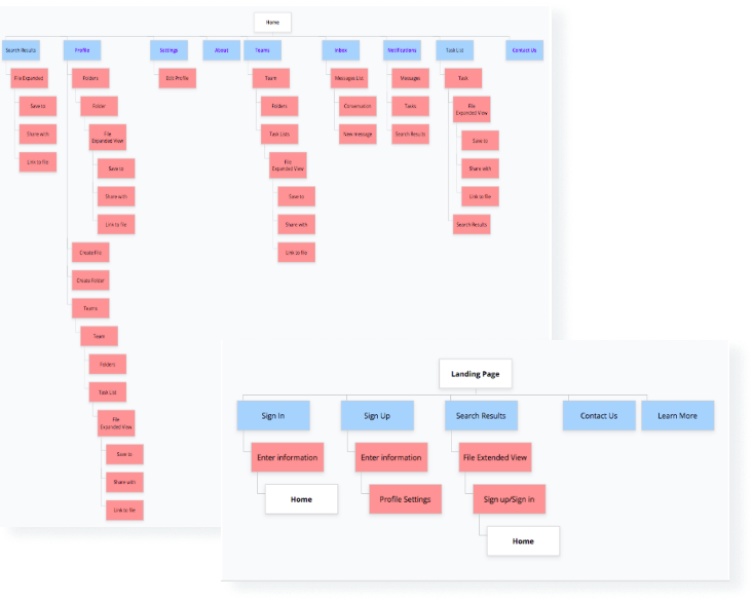 Home
Search Results
Profile
Settings
About
Teams
Inbox
Notifications
Task List
Contact Us
File Expanded
Save to
Share with
Link to file
Folders
Folder
File
Expanded View
Save to
Share with
Link to file
Create File
Create Folder
Teams
Team
Folders
Task List
File
Expanded View
Save to
Share with
Link to file
Edit Profile
Team
Folders
Task Lists
File
Expanded View
Save to
Share with
Link to file
Messages List
Conversation
New message
Messages
Tasks
Search Results
Task
File
Expanded View
Save to
Share with
Link to file
Search Results
Landing Page
Sign In
Sign Up
Search Results
Contact Us
Learn More
Enter information
Home
Enter information
Profile Settings
File Extended View
Sign up/Sign in
Home